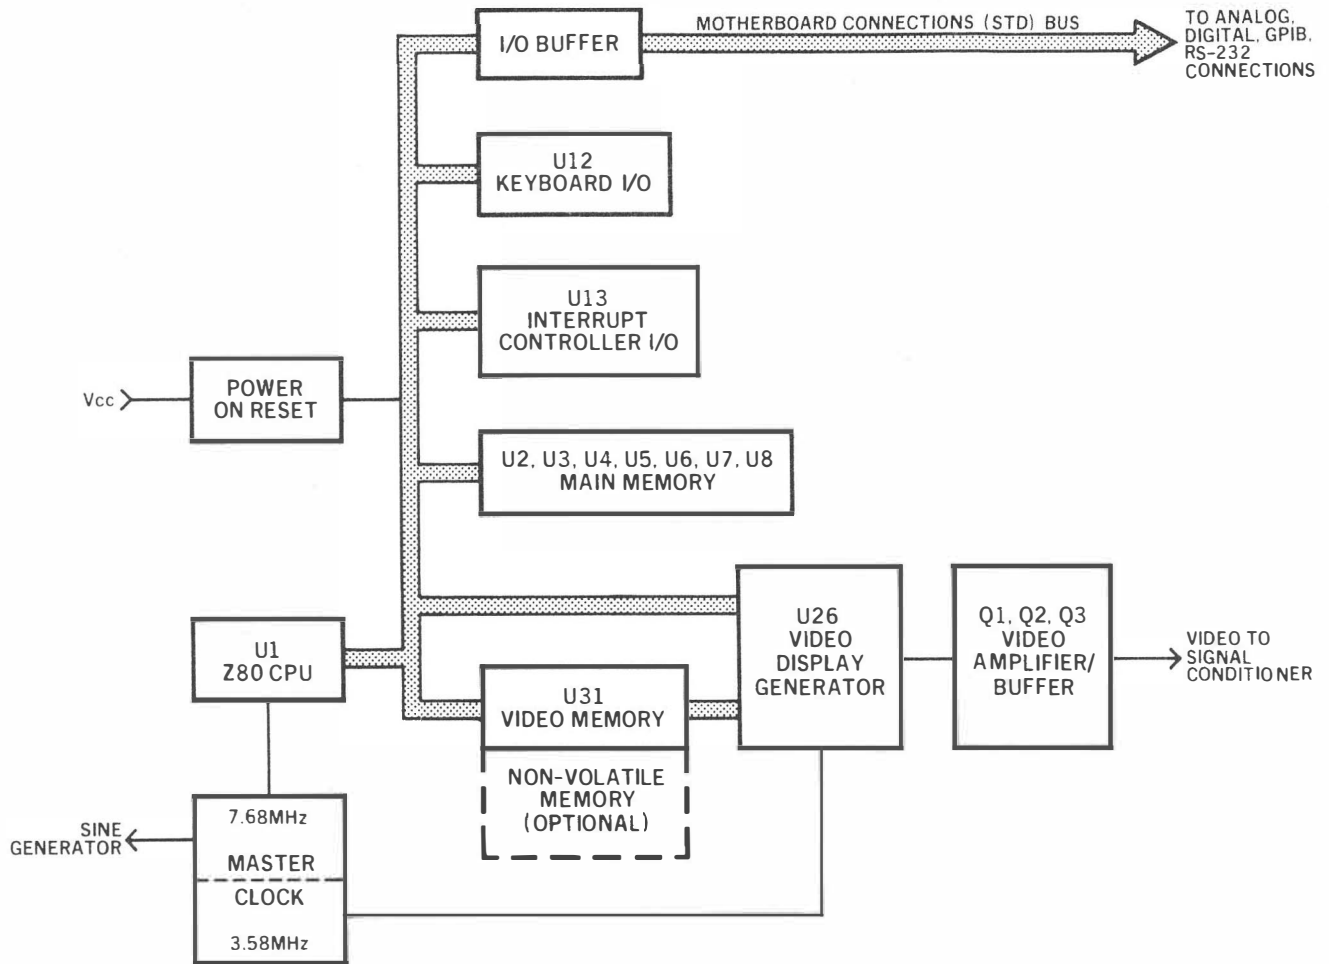 I/O BUFFER
MOTHERBOARD CONNECTIONS (STD) BUS
TO ANALOG,
DIGITAL, GPIB,
RS-232
CONNECTIONS
U12
KEYBOARD I/O
U13
INTERRUPT
CONTROLLER I/O
Vcc
POWER
ON RESET
U2, U3, U4, U5, U6, U7, U8
MAIN MEMORY
U1
Z80 CPU
U26
VIDEO
DISPLAY
GENERATOR
Q1, Q2, Q3
VIDEO
AMPLIFIER/
BUFFER
VIDEO TO
SIGNAL
CONDITIONER
U31
VIDEO MEMORY
NON-VOLATILE
MEMORY
(OPTIONAL)
SINE
GENERATOR
7.68MHz
MASTER
CLOCK
3.58MHz